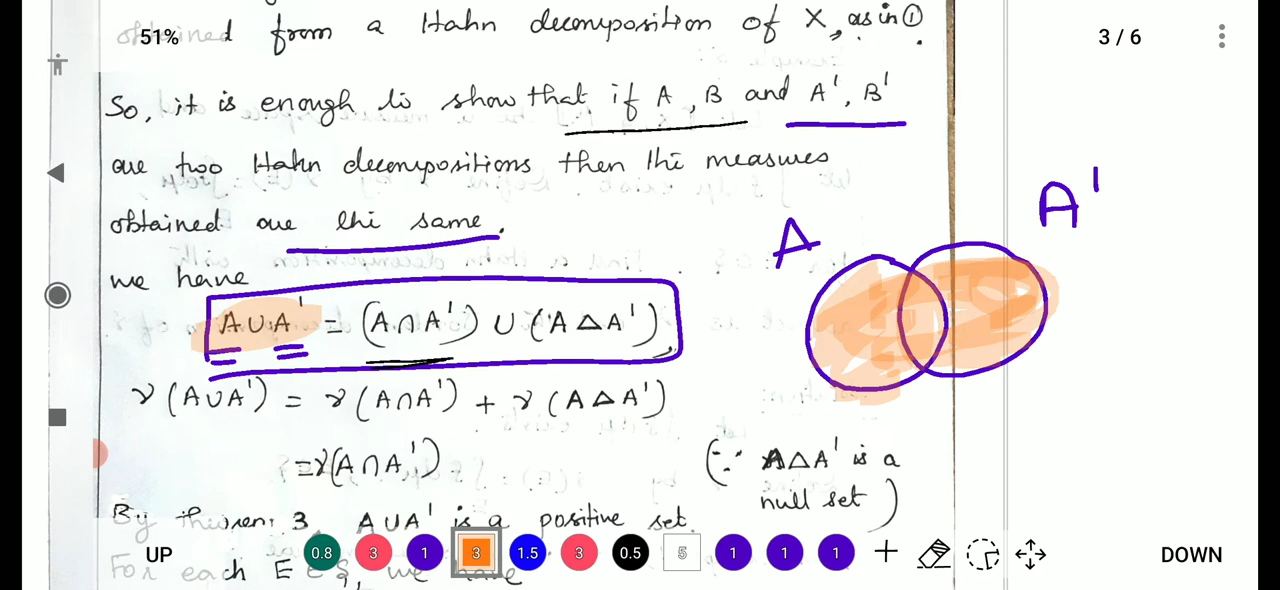 obtained from a Hahn decomposition of X, as in ①.
51%
3 / 6
So, it is enough to show that if A, B and A', B'
are two Hahn decompositions then the measures
obtained are the same.
A
A'
we have
A∪A' = (A∩A') ∪ (A△A'),
ν(A∪A') = ν(A∩A') + ν(A△A')
=ν(A∩A') (∵ A△A' is a
null set)
By theorem 3, A∪A' is a positive set.
For each E ∈ S, we have
UP 0.8 3 1 3 1.5 3 0.5 5 1 1 1 DOWN